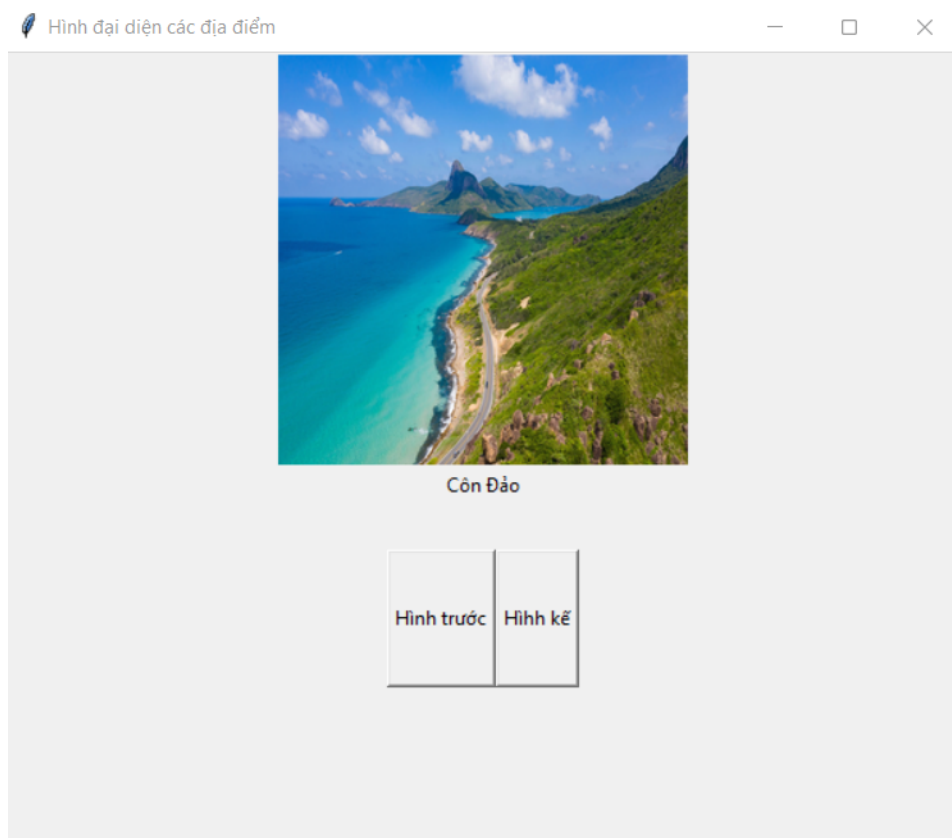 Hình đại diện các địa điểm
Côn Đảo
Hình trước
Hìhh kế